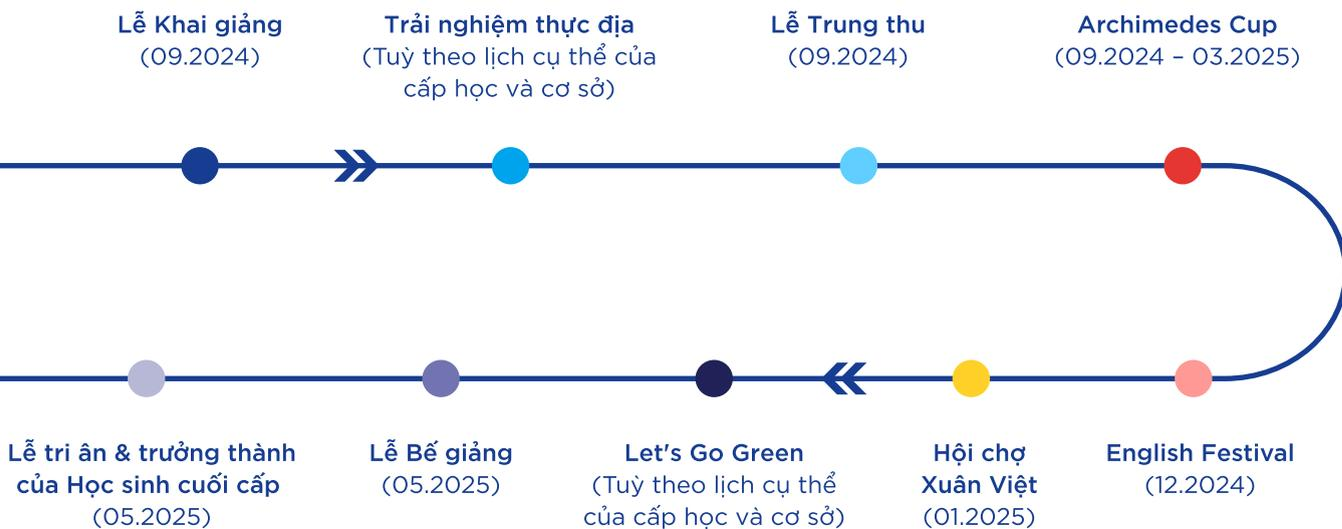 Lễ Khai giảng
(09.2024)
Trải nghiệm thực địa
(Tuỳ theo lịch cụ thể của
cấp học và cơ sở)
Lễ Trung thu
(09.2024)
Archimedes Cup
(09.2024 – 03.2025)
Lễ tri ân & trưởng thành
của Học sinh cuối cấp
(05.2025)
Lễ Bế giảng
(05.2025)
Let's Go Green
(Tuỳ theo lịch cụ thể
của cấp học và cơ sở)
Hội chợ
Xuân Việt
(01.2025)
English Festival
(12.2024)